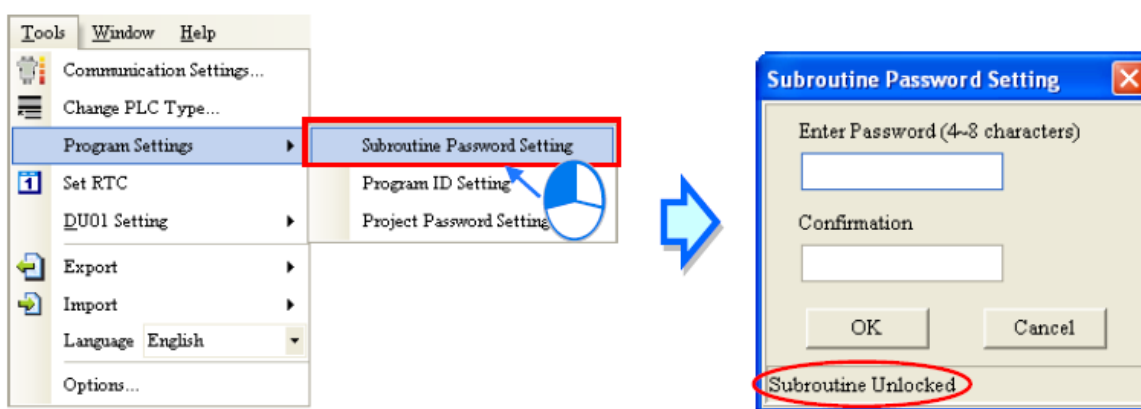 Tools Window Help
Communication Settings...
Change PLC Type...
Program Settings
Set RTC
DU01 Setting
Export
Import
Language English
Options...
Subroutine Password Setting
Program ID Setting
Project Password Setting
Subroutine Password Setting
Enter Password (4~8 characters)
Confirmation
OK Cancel
Subroutine Unlocked
1